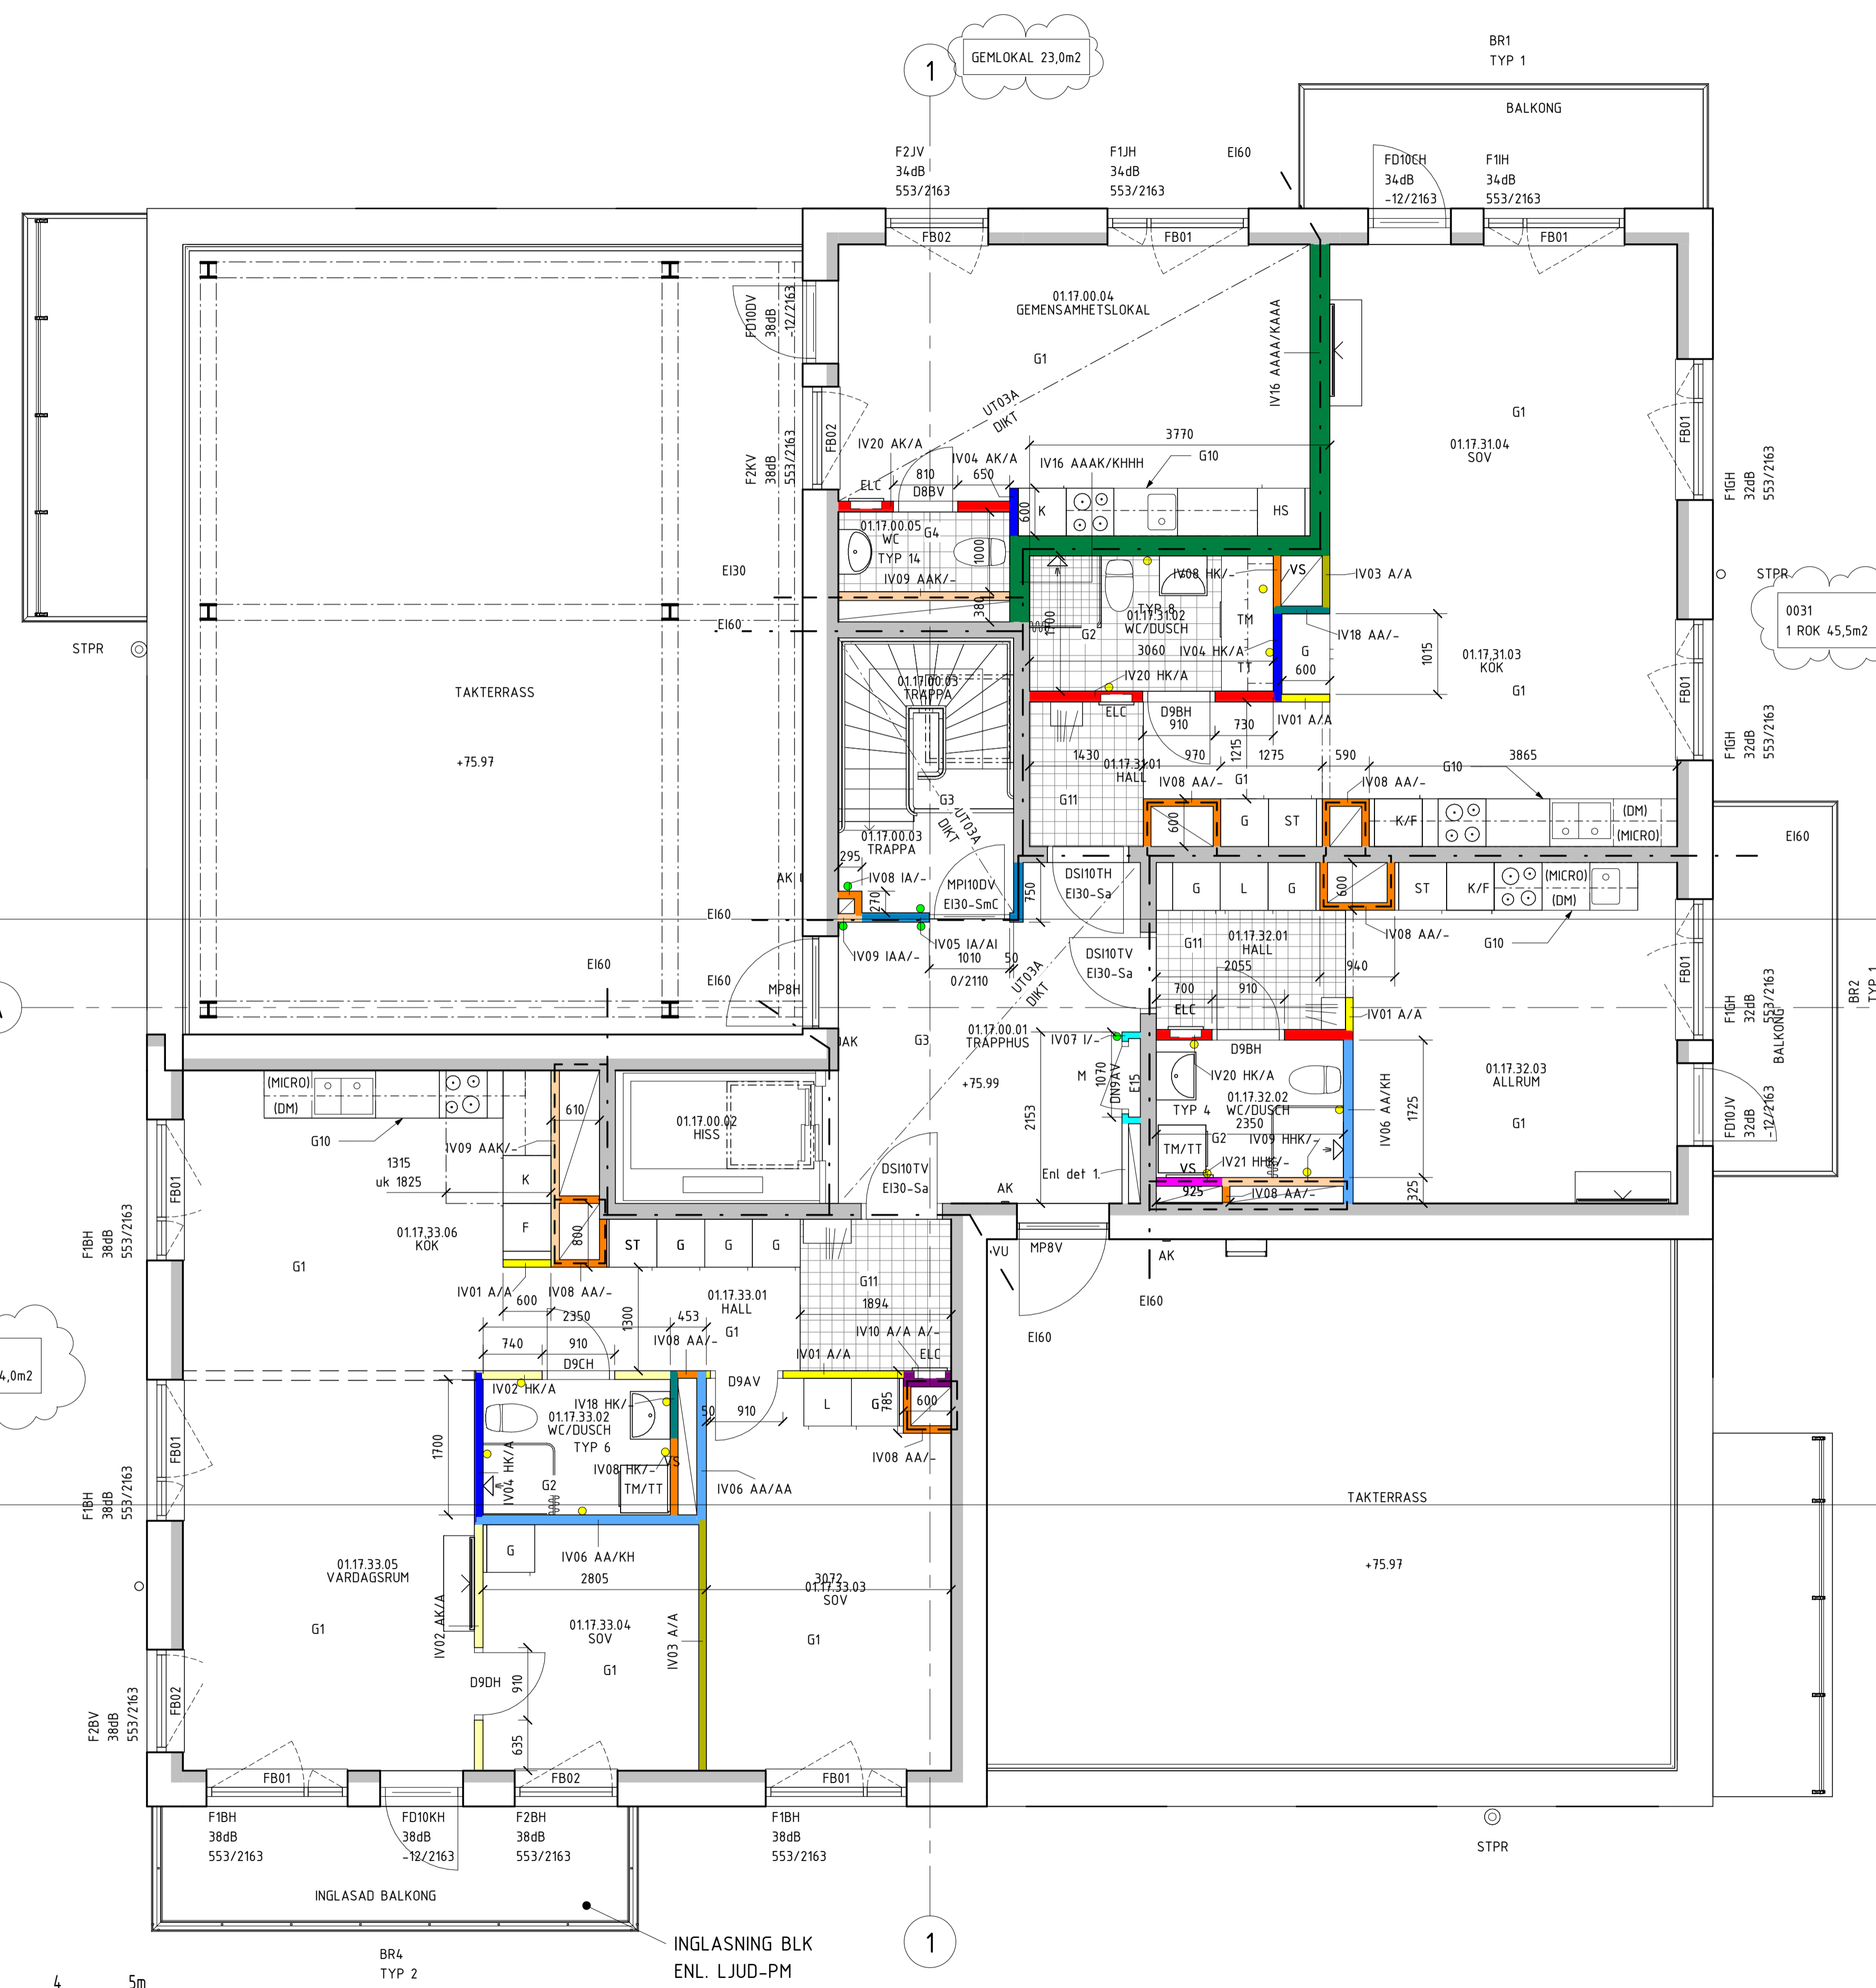 GEMLOKAL 23,0m2
1
BR1
TYP 1
BALKONG
F2JV
34dB
553/2163
F1JH
34dB
553/2163
EI60
FD10CH
34dB
-12/2163
F1IH
34dB
553/2163
FB02
FB01
FB01
FD10DV
38dB
-12/2163
01.17.00.04
GEMENSAMHETSLOKAL
G1
IV16 AAAA/KAAA
UT03A
DIKT
F2KV
38dB
553/2163
FB02
IV20 AK/A
IV04 AK/A
810
650
ELC
D8BV
3770
IV16 AAAK/KHHH
G10
K
600
HS
G1
01.17.31.04
SOV
FB01
F1GH
32dB
553/2163
01.17.00.05
WC
G4
TYP 14
1000
IV09 AAK/-
380
EI30
EI60
STPR
IV08 HK/-
VS
IV03 A/A
STPR
0031
1 ROK 45,5m2
1700
TYP 8
01.17.31.02
WC/DUSCH
G2
TM
3060
IV04 HK/A
TT
IV20 HK/A
G
600
IV18 AA/-
1015
01.17.31.03
KÖK
G1
FB01
F1GH
32dB
553/2163
TAKTERRASS
+75.97
01.17.00.03
TRAPPA
G3
UT03A
DIKT
01.17.00.03
TRAPPA
295
ELC
D9BH
910
730
IV01 A/A
1430
970
1215
1275
590
3865
01.17.31.01
HALL
G1
G11
IV08 AA/-
IV08 AA/-
G10
600
G
ST
K/F
(DM)
(MICRO)
EI60
AK
IV08 IA/-
270
MPI10DV
EI30-SmC
750
DSI10TH
EI30-Sa
G
L
G
600
ST
K/F
(MICRO)
(DM)
EI60
IV05 IA/AI
IV09 IAA/-
1010
50
0/2110
UT03A
DIKT
DSI10TV
EI30-Sa
G11
01.17.32.01
HALL
2055
940
IV08 AA/-
G10
FB01
F1GH
32dB
553/2163
BR2
TYP 1
BALKONG
EI60
EI60
MP8H
700
910
ELC
IV01 A/A
JAK
G3
01.17.00.01
TRAPPHUS
+75.99
2153
IV07 I/-
M
1070
DN9AV
E15
D9BH
IV20 HK/A
TYP 4
01.17.32.02
WC/DUSCH
2350
G2
IV09 HHK/-
TM/TT
VS
IV21 HHK/-
IV06 AA/KH
1725
325
925
IV08 AA/-
01.17.32.03
ALLRUM
G1
FD10JV
32dB
-12/2163
Enl det 1.
AK
(MICRO)
(DM)
G10
610
IV09 AAK/-
01.17.00.02
HISS
DSI10TV
EI30-Sa
1315
uk 1825
K
F
800
FB01
F1BH
38dB
553/2163
01.17.33.06
KÖK
G1
ST
G
G
G
VU
MP8V
AK
EI60
EI60
IV01 A/A
IV08 AA/-
600
2350
453
1300
01.17.33.01
HALL
G1
G11
1894
IV08 AA/-
IV10 A/A A/-
740
910
D9CH
IV01 A/A
ELC
4,0m2
FB01
F1BH
38dB
553/2163
IV02 HK/A
IV18 HK/-
01.17.33.02
WC/DUSCH
TYP 6
1700
IV04 HK/A
G2
IV08 HK/-
VS
TM/TT
D9AV
50
910
L
G
785
600
IV08 AA/-
IV06 AA/AA
TAKTERRASS
+75.97
G
IV06 AA/KH
2805
3072
01.17.33.03
SOV
G1
01.17.33.05
VARDAGSRUM
G1
IV02 AK/A
01.17.33.04
SOV
G1
IV03 A/A
D9DH
910
635
FB02
F2BV
38dB
553/2163
FB01
FB02
FB01
F1BH
38dB
553/2163
FD10KH
38dB
-12/2163
F2BH
38dB
553/2163
F1BH
38dB
553/2163
STPR
INGLASAD BALKONG
INGLASNING BLK
ENL. LJUD-PM
BR4
TYP 2
1
4
5m